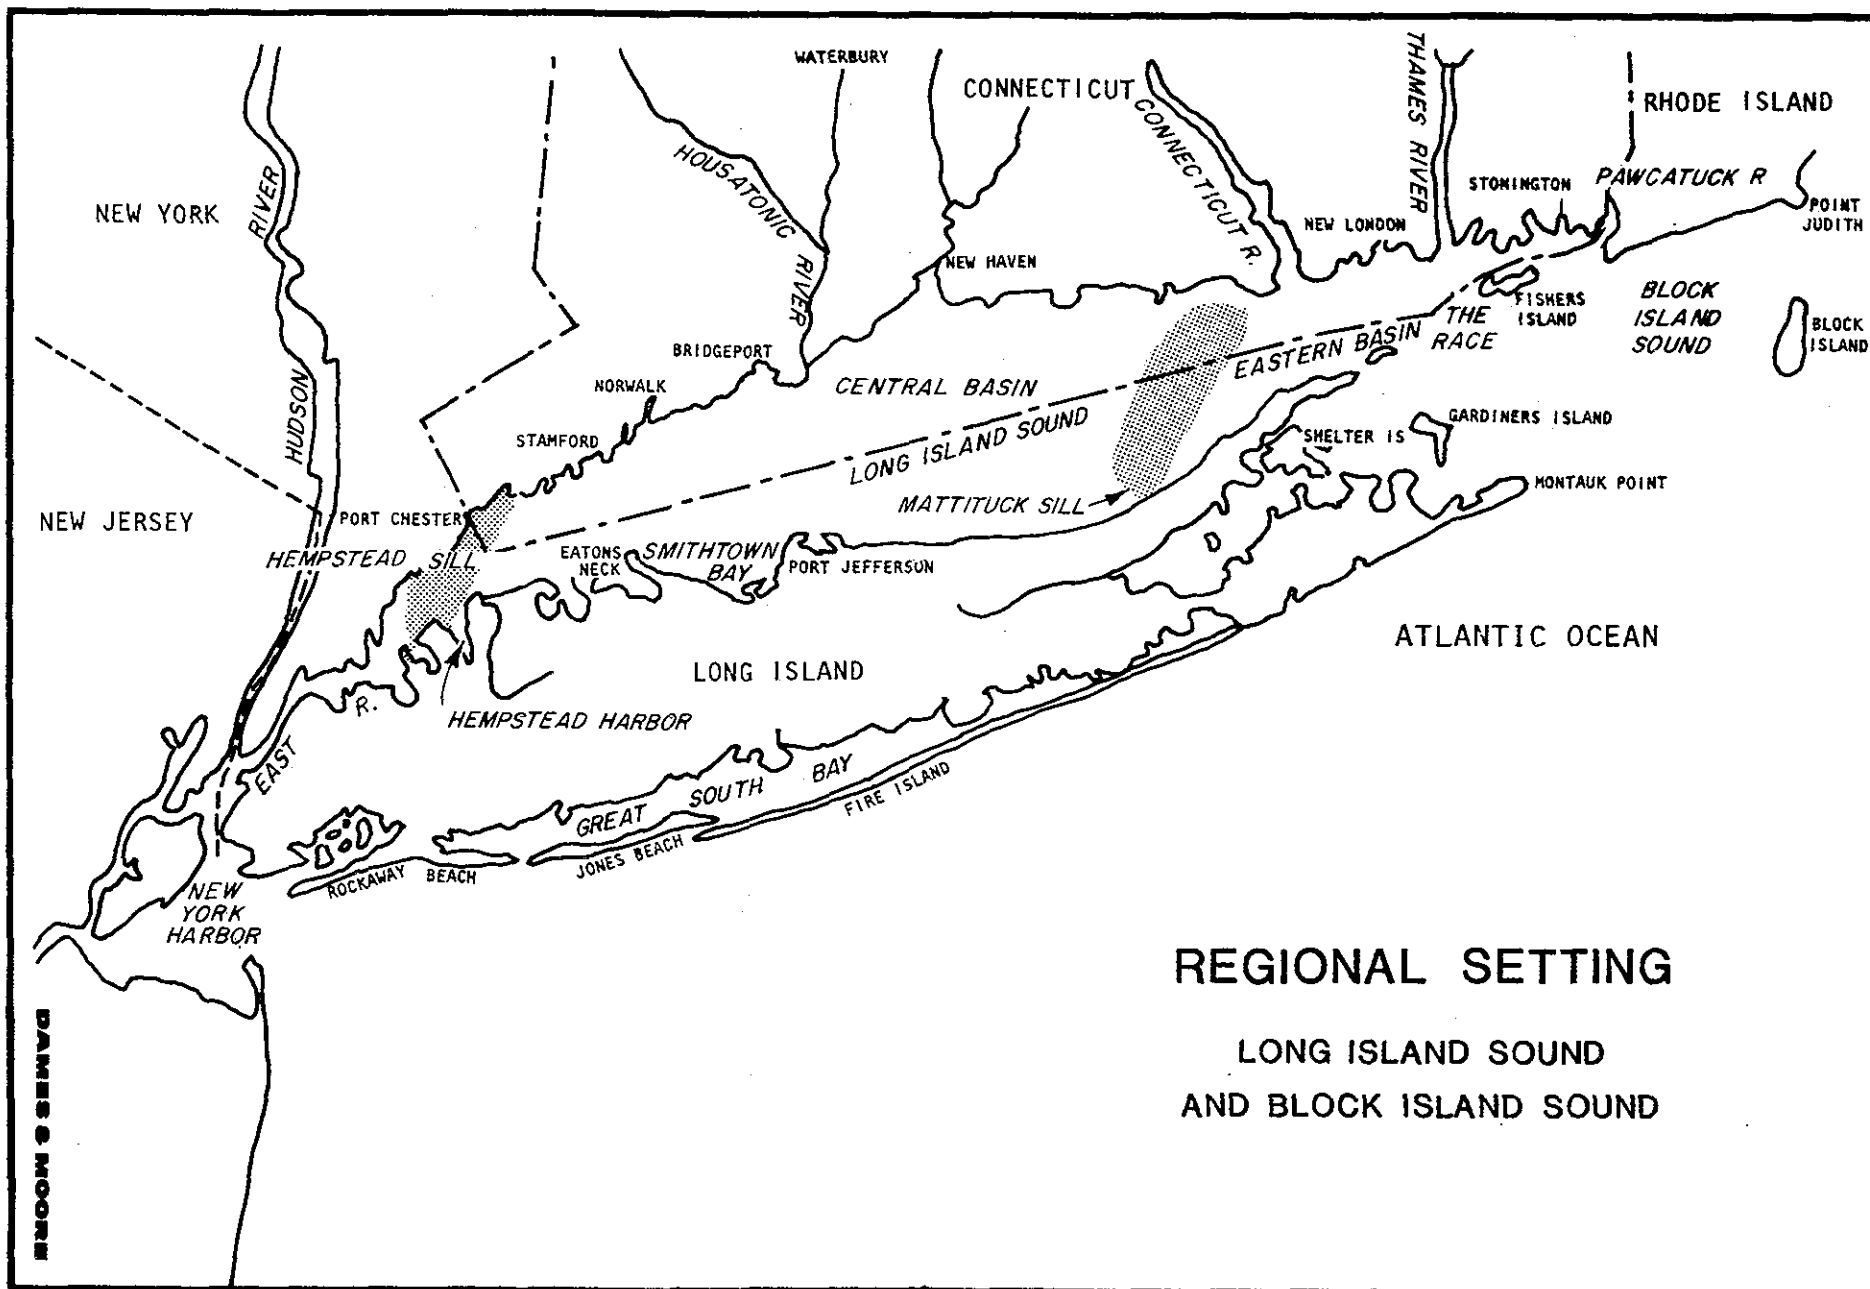 WATERBURY
CONNECTICUT
THAMES RIVER
RHODE ISLAND
HOUSATONIC
RIVER
CONNECTICUT R.
STONINGTON
PAWCATUCK R
POINT
JUDITH
NEW YORK
HUDSON
RIVER
NEW LONDON
NEW HAVEN
FISHERS
ISLAND
BLOCK
ISLAND
SOUND
BLOCK
ISLAND
THE
RACE
EASTERN BASIN
BRIDGEPORT
NORWALK
CENTRAL BASIN
STAMFORD
LONG ISLAND SOUND
SHELTER IS
GARDINERS ISLAND
MONTAUK POINT
MATTITUCK SILL
NEW JERSEY
PORT CHESTER
HEMPSTEAD SILL
EATONS
NECK
SMITHTOWN
BAY
PORT JEFFERSON
ATLANTIC OCEAN
LONG ISLAND
HEMPSTEAD HARBOR
EAST R.
GREAT SOUTH BAY
FIRE ISLAND
JONES BEACH
ROCKAWAY BEACH
NEW
YORK
HARBOR
REGIONAL SETTING
LONG ISLAND SOUND
AND BLOCK ISLAND SOUND
DAMES & MOORE